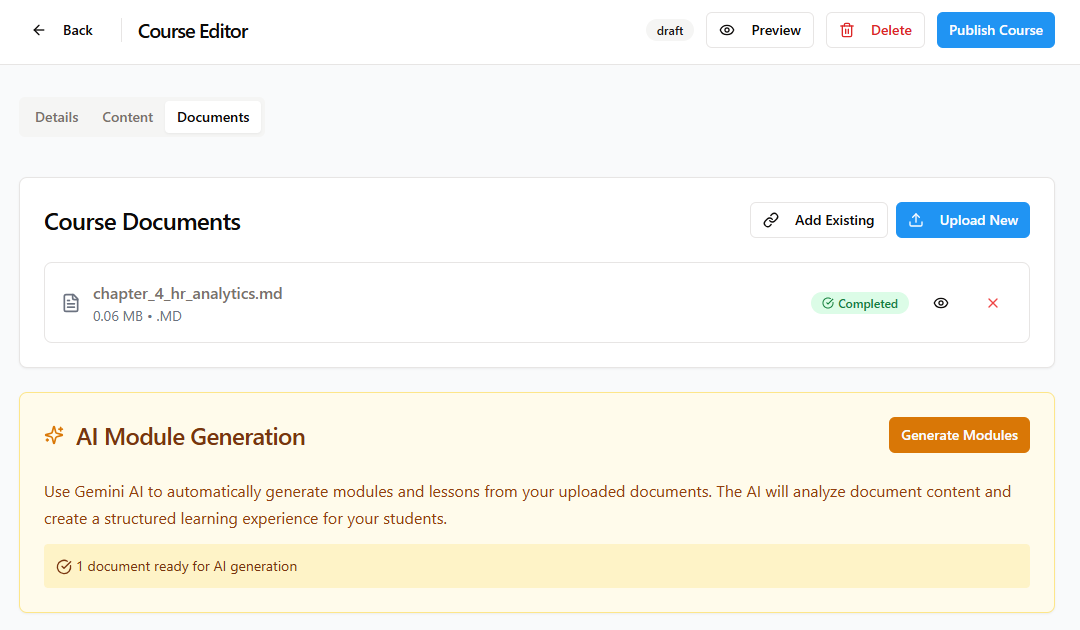 Back
Course Editor
draft
Preview
Delete
Publish Course
Details
Content
Documents
Course Documents
Add Existing
Upload New
chapter_4_hr_analytics.md
0.06 MB • .MD
Completed
AI Module Generation
Generate Modules
Use Gemini AI to automatically generate modules and lessons from your uploaded documents. The AI will analyze document content and
create a structured learning experience for your students.
1 document ready for AI generation